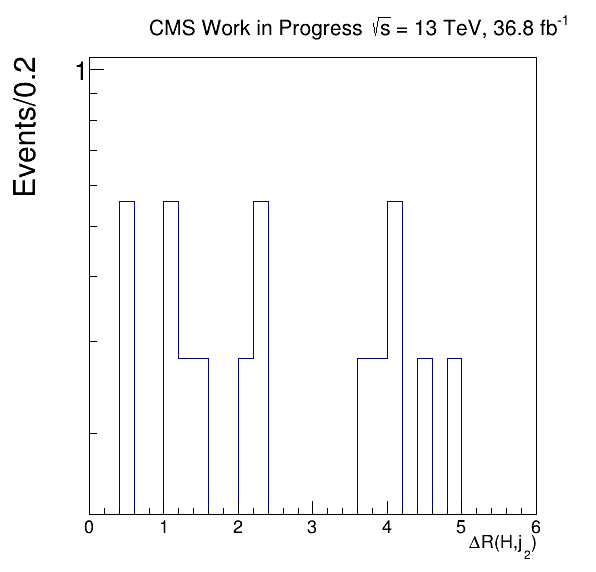 CMS Work in Progress √s = 13 TeV, 36.8 fb⁻¹
Events/0.2
1
0 1 2 3 4 5 6
ΔR(H,j₂)